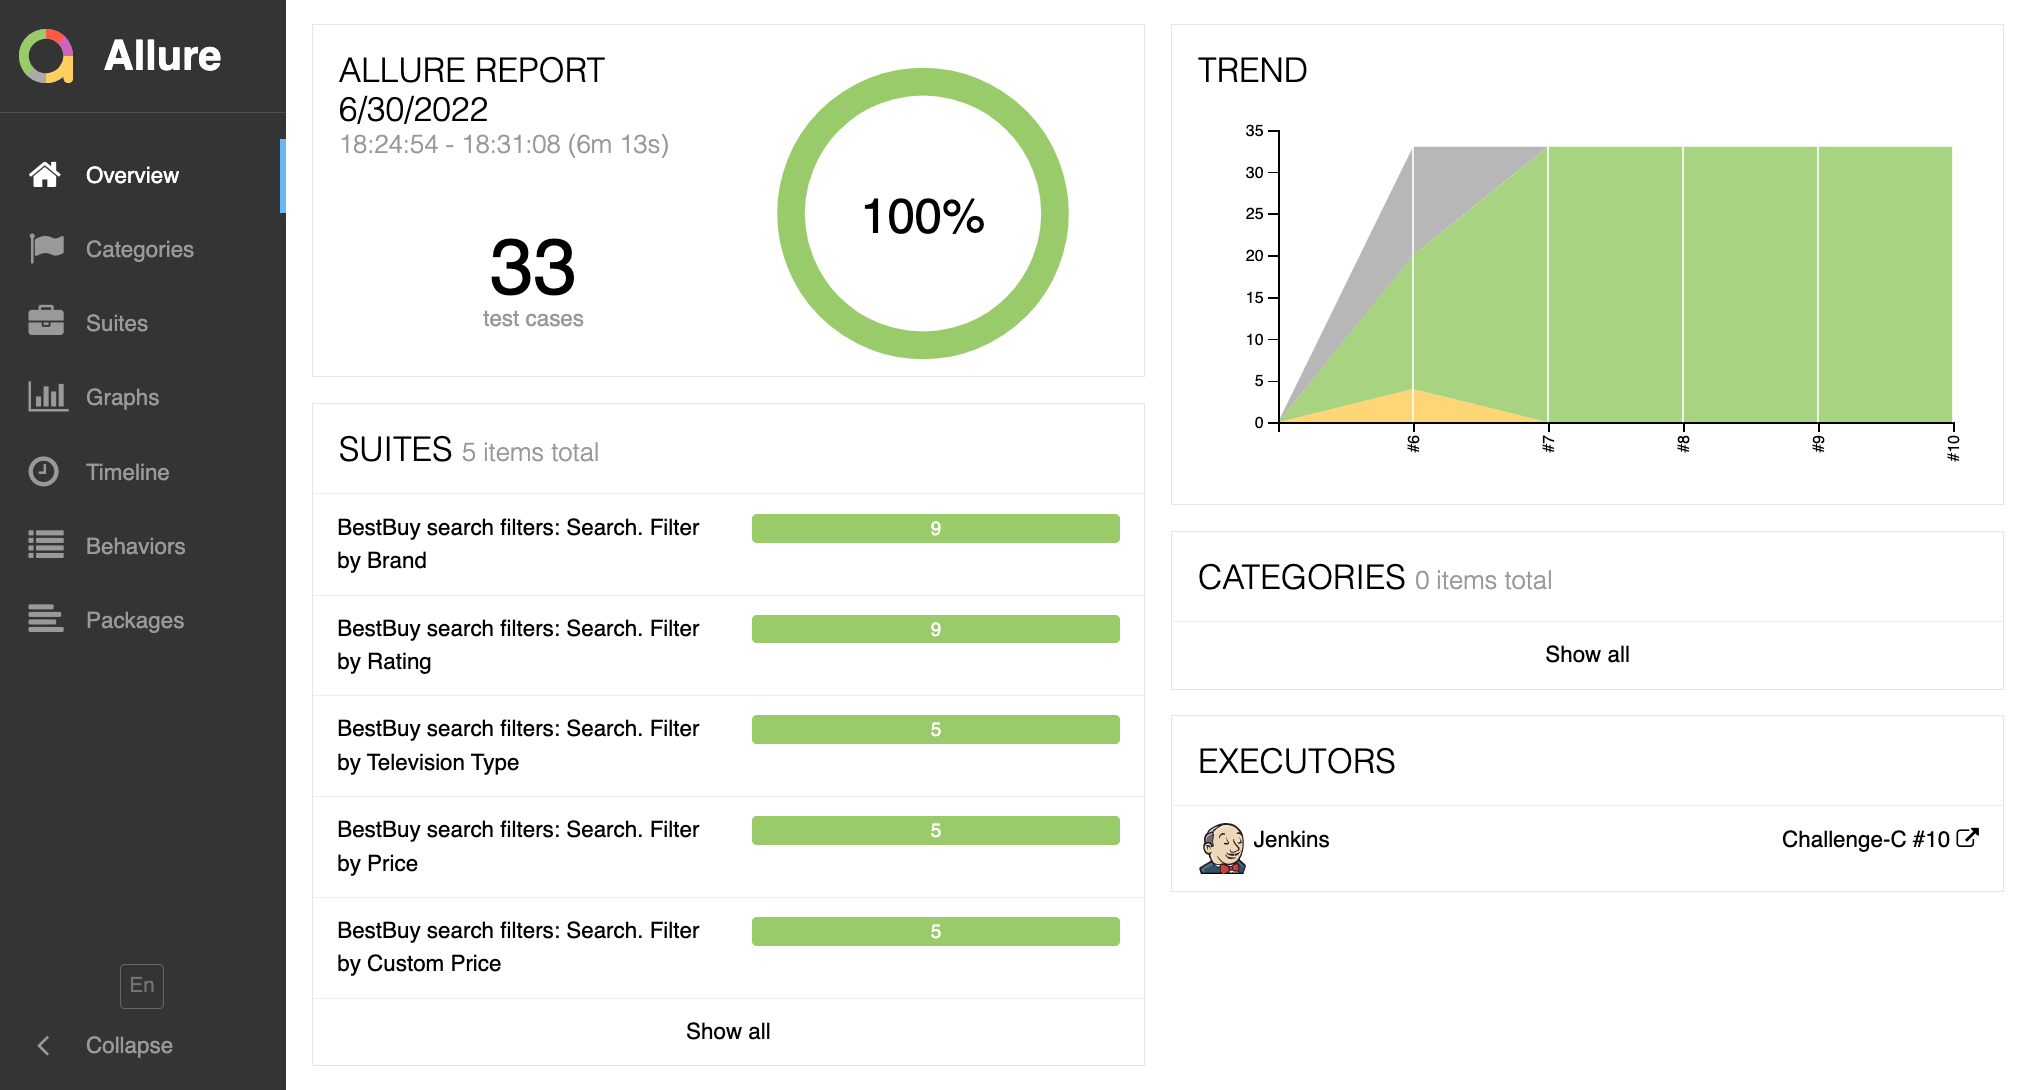 Allure
Overview
Categories
Suites
Graphs
Timeline
Behaviors
Packages
En
Collapse
ALLURE REPORT
6/30/2022
18:24:54 - 18:31:08 (6m 13s)
33
test cases
100%
SUITES 5 items total
BestBuy search filters: Search. Filter
by Brand
9
BestBuy search filters: Search. Filter
by Rating
9
BestBuy search filters: Search. Filter
by Television Type
5
BestBuy search filters: Search. Filter
by Price
5
BestBuy search filters: Search. Filter
by Custom Price
5
Show all
TREND
35
30
25
20
15
10
5
0
#6
#7
#8
#9
#10
CATEGORIES 0 items total
Show all
EXECUTORS
Jenkins
Challenge-C #10